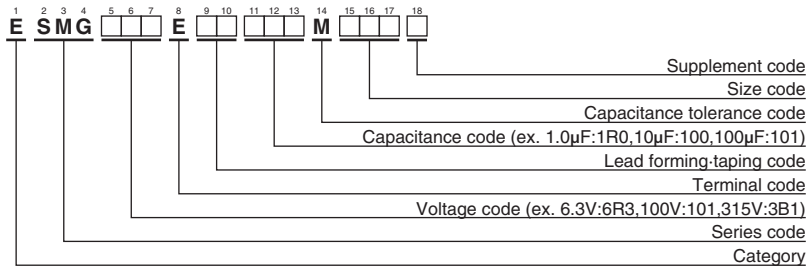 1 2 3 4 5 6 7 8 9 10 11 12 13 14 15 16 17 18
E SMG E M
Supplement code
Size code
Capacitance tolerance code
Capacitance code (ex. 1.0µF:1R0,10µF:100,100µF:101)
Lead forming·taping code
Terminal code
Voltage code (ex. 6.3V:6R3,100V:101,315V:3B1)
Series code
Category